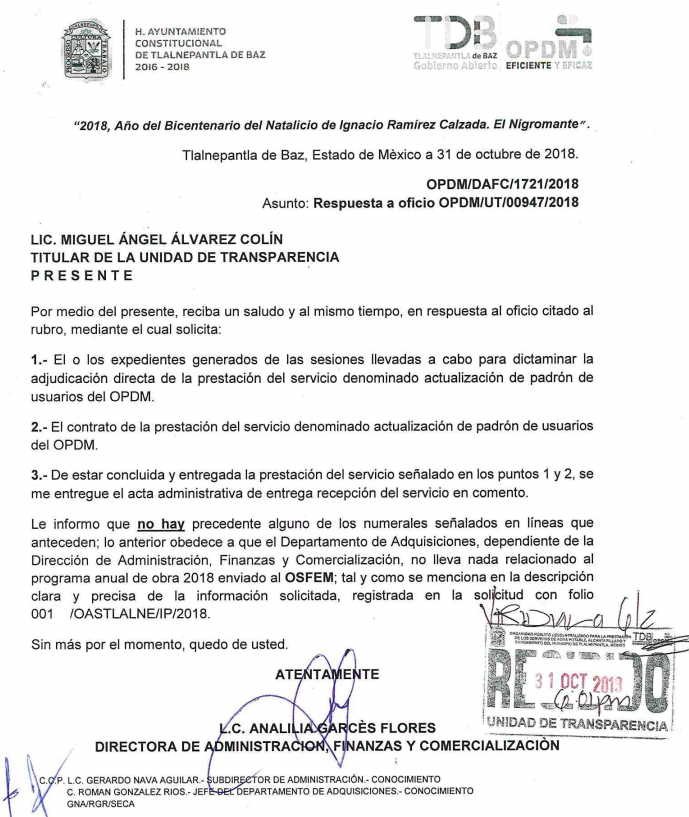 H. AYUNTAMIENTO
CONSTITUCIONAL
DE TLALNEPANTLA DE BAZ
2016 - 2018
TDB
TLALNEPANTLA de BAZ
Gobierno Abierto
OPDM
EFICIENTE Y EFICAZ
"2018, Año del Bicentenario del Natalicio de Ignacio Ramírez Calzada. El Nigromante".
Tlalnepantla de Baz, Estado de Mèxico a 31 de octubre de 2018.
OPDM/DAFC/1721/2018
Asunto: Respuesta a oficio OPDM/UT/00947/2018
LIC. MIGUEL ÁNGEL ÁLVAREZ COLÍN
TITULAR DE LA UNIDAD DE TRANSPARENCIA
P R E S E N T E
Por medio del presente, reciba un saludo y al mismo tiempo, en respuesta al oficio citado al
rubro, mediante el cual solicita:
1.- El o los expedientes generados de las sesiones llevadas a cabo para dictaminar la
adjudicación directa de la prestación del servicio denominado actualización de padrón de
usuarios del OPDM.
2.- El contrato de la prestación del servicio denominado actualización de padrón de usuarios
del OPDM.
3.- De estar concluida y entregada la prestación del servicio señalado en los puntos 1 y 2, se
me entregue el acta administrativa de entrega recepción del servicio en comento.
Le informo que no hay precedente alguno de los numerales señalados en líneas que
anteceden; lo anterior obedece a que el Departamento de Adquisiciones, dependiente de la
Dirección de Administración, Finanzas y Comercialización, no lleva nada relacionado al
programa anual de obra 2018 enviado al OSFEM; tal y como se menciona en la descripción
clara y precisa de la información solicitada, registrada en la solicitud con folio
001 /OASTLALNE/IP/2018.
Sin más por el momento, quedo de usted.
ORGANISMO PÚBLICO DESCENTRALIZADO PARA LA PRESTACIÓN
DE LOS SERVICIOS DE AGUA POTABLE, ALCANTARILLADO Y
SANEAMIENTO DEL MUNICIPIO DE TLALNEPANTLA, MÉXICO
TDB
RECIBIDO
31 OCT 2018
6:01pm
UNIDAD DE TRANSPARENCIA
ATENTAMENTE
L.C. ANALILIA GARCÈS FLORES
DIRECTORA DE ADMINISTRACION, FINANZAS Y COMERCIALIZACIÒN
C.C.P. L.C. GERARDO NAVA AGUILAR.- SUBDIRECTOR DE ADMINISTRACIÓN.- CONOCIMIENTO
C. ROMAN GONZALEZ RIOS.- JEFE DEL DEPARTAMENTO DE ADQUISICIONES.- CONOCIMIENTO
GNA/RGR/SECA